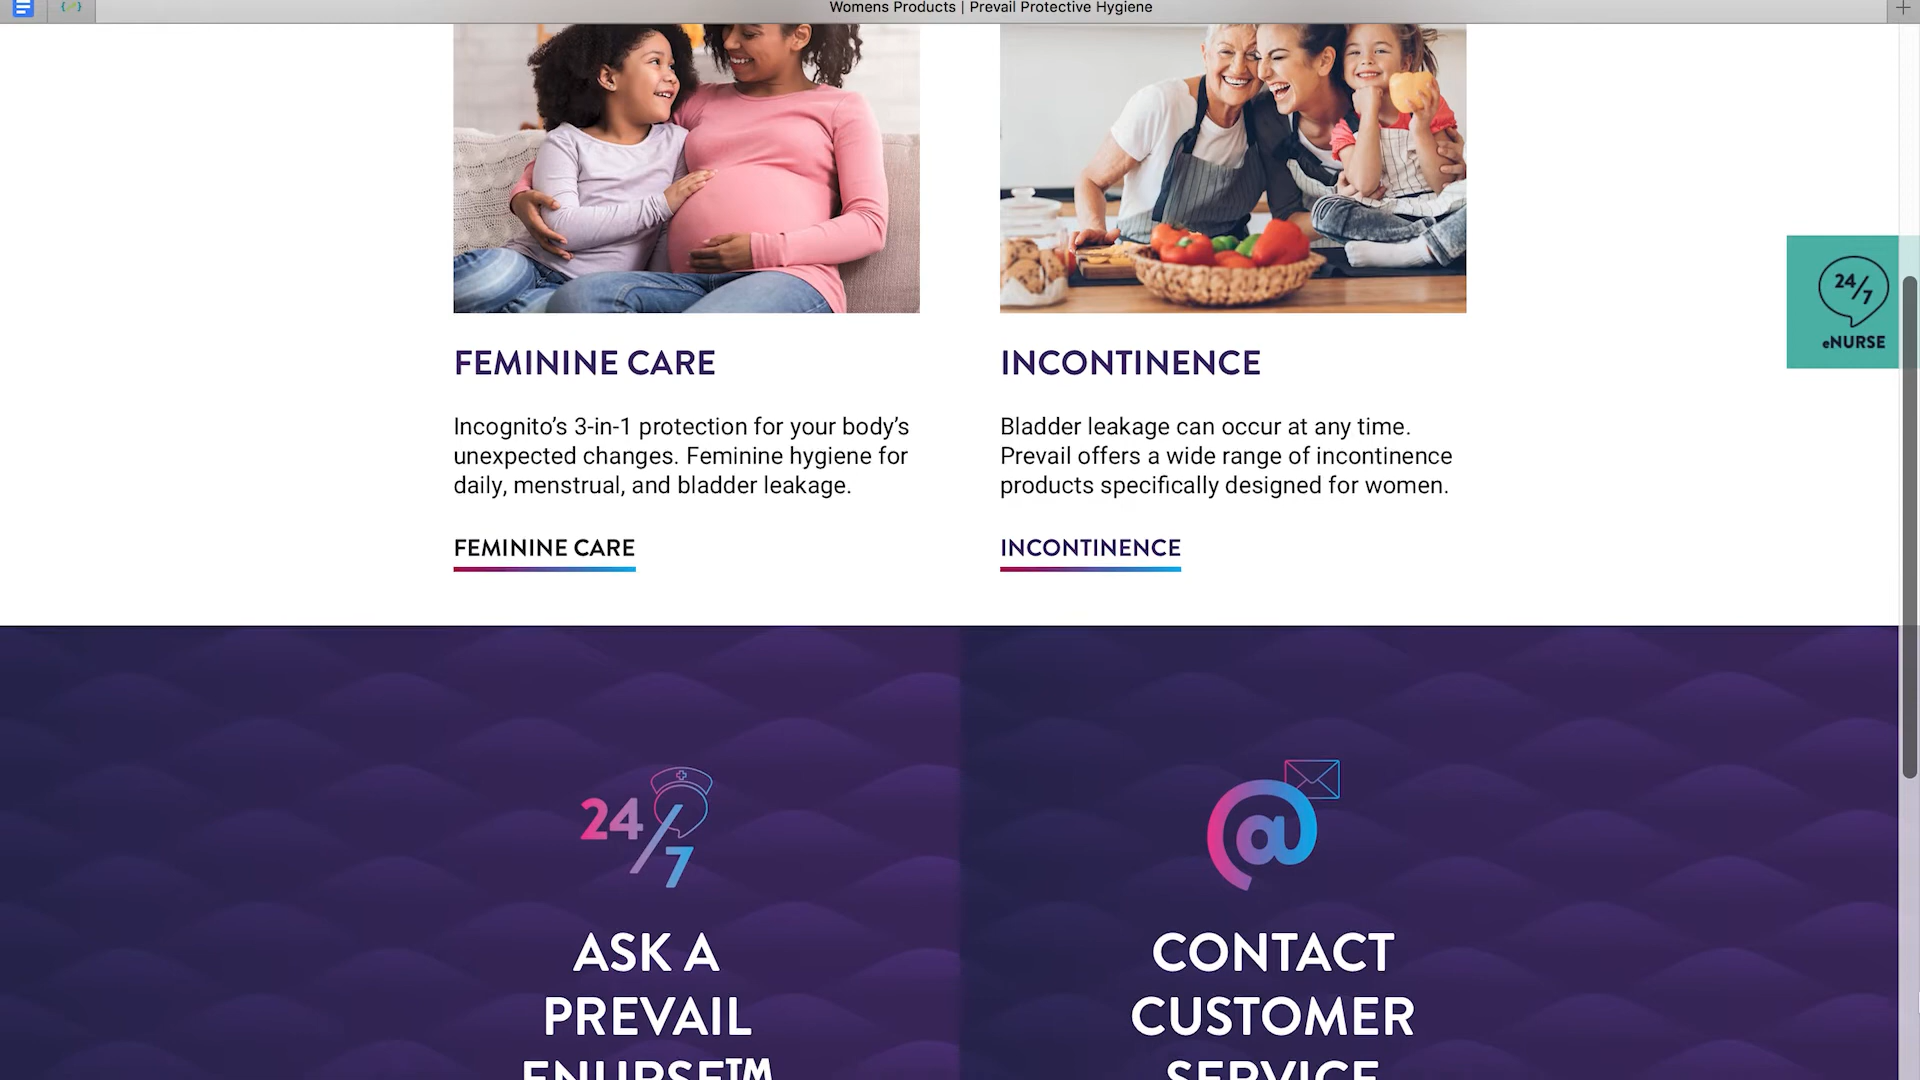 Womens Products | Prevail Protective Hygiene
24/7
eNURSE
FEMININE CARE
Incognito’s 3-in-1 protection for your body’s
unexpected changes. Feminine hygiene for
daily, menstrual, and bladder leakage.
FEMININE CARE
INCONTINENCE
Bladder leakage can occur at any time.
Prevail offers a wide range of incontinence
products specifically designed for women.
INCONTINENCE
24/7
ASK A
PREVAIL
ENURSE™
@
CONTACT
CUSTOMER
SERVICE